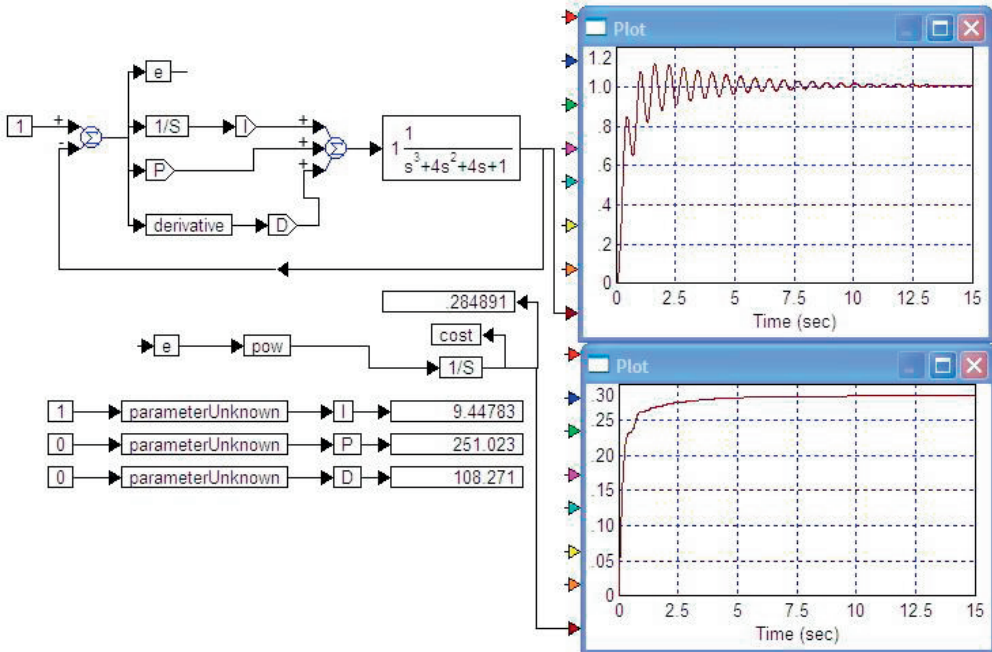 Plot
1.2
1.0
.8
.6
.4
.2
0
0 2.5 5 7.5 10 12.5 15
Time (sec)
e
1 + - Σ
1/S I +
P + Σ
derivative D +
1 1
s³+4s²+4s+1
.284891
cost
e pow
1/S
1 parameterUnknown I 9.44783
0 parameterUnknown P 251.023
0 parameterUnknown D 108.271
Plot
.30
.25
.20
.15
.10
.05
0
0 2.5 5 7.5 10 12.5 15
Time (sec)